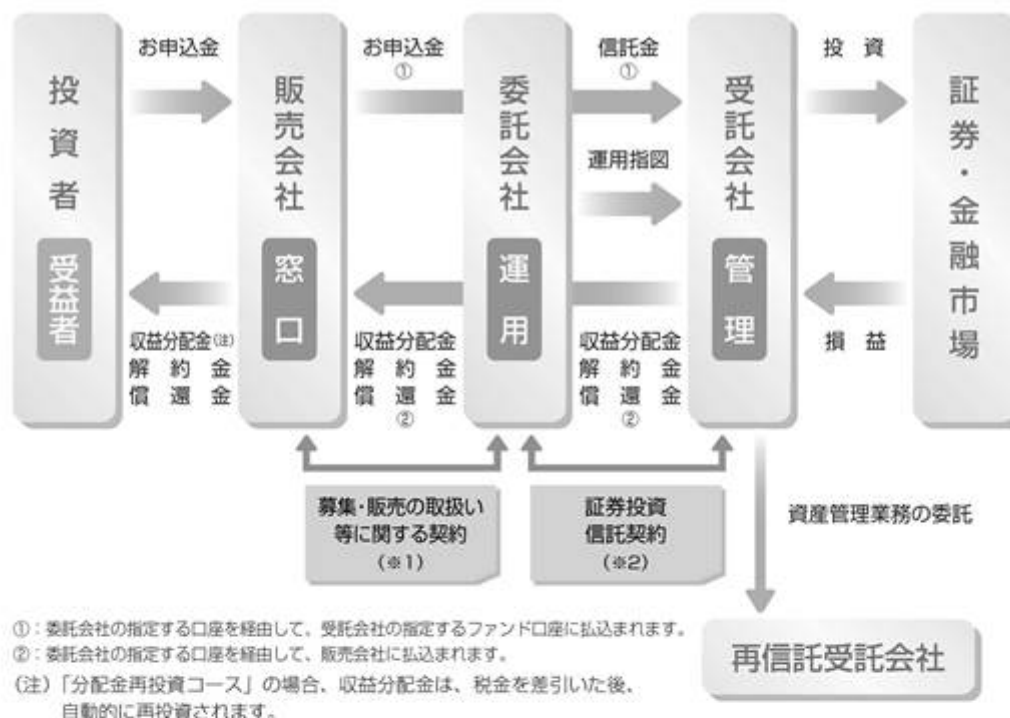 お申込金
お申込金
①
信託金
①
投資
投資者
受益者
販売会社
窓口
委託会社
運用
受託会社
管理
証券・金融市場
運用指図
収益分配金(注)
解約金
償還金
収益分配金
解約金
償還金
②
収益分配金
解約金
償還金
②
損益
募集・販売の取扱い
等に関する契約
(※1)
証券投資
信託契約
(※2)
資産管理業務の委託
再信託受託会社
①:委託会社の指定する口座を経由して、受託会社の指定するファンド口座に払込まれます。
②:委託会社の指定する口座を経由して、販売会社に払込まれます。
(注)「分配金再投資コース」の場合、収益分配金は、税金を差引いた後、
自動的に再投資されます。